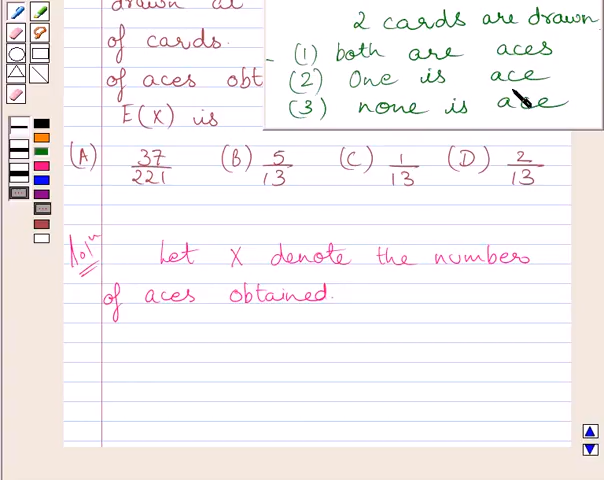 drawn at
of cards.
of aces obt
E(X) is
2 cards are drawn
(1) both are aces
(2) One is ace
(3) none is ace
(A) 37/221 (B) 5/13 (C) 1/13 (D) 2/13
Solⁿ Let X denote the numbers
of aces obtained.